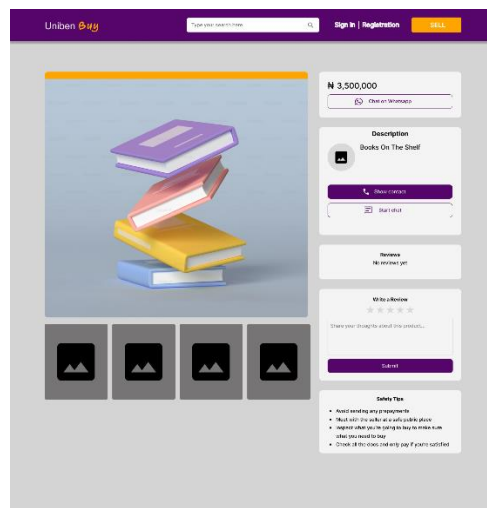 Uniben Buy
Type your search here
Sign in | Registration
SELL
₦ 3,500,000
Chat on Whatsapp
Description
Books On The Shelf
Show contact
Start chat
Reviews
No reviews yet
Write a Review
Share your thoughts about this product...
Submit
Safety Tips
Avoid sending any prepayments
Meet with the seller at a safe public place
Inspect what you're going to buy to make sure
what you need to buy
Check all the docs and only pay if you're satisfied